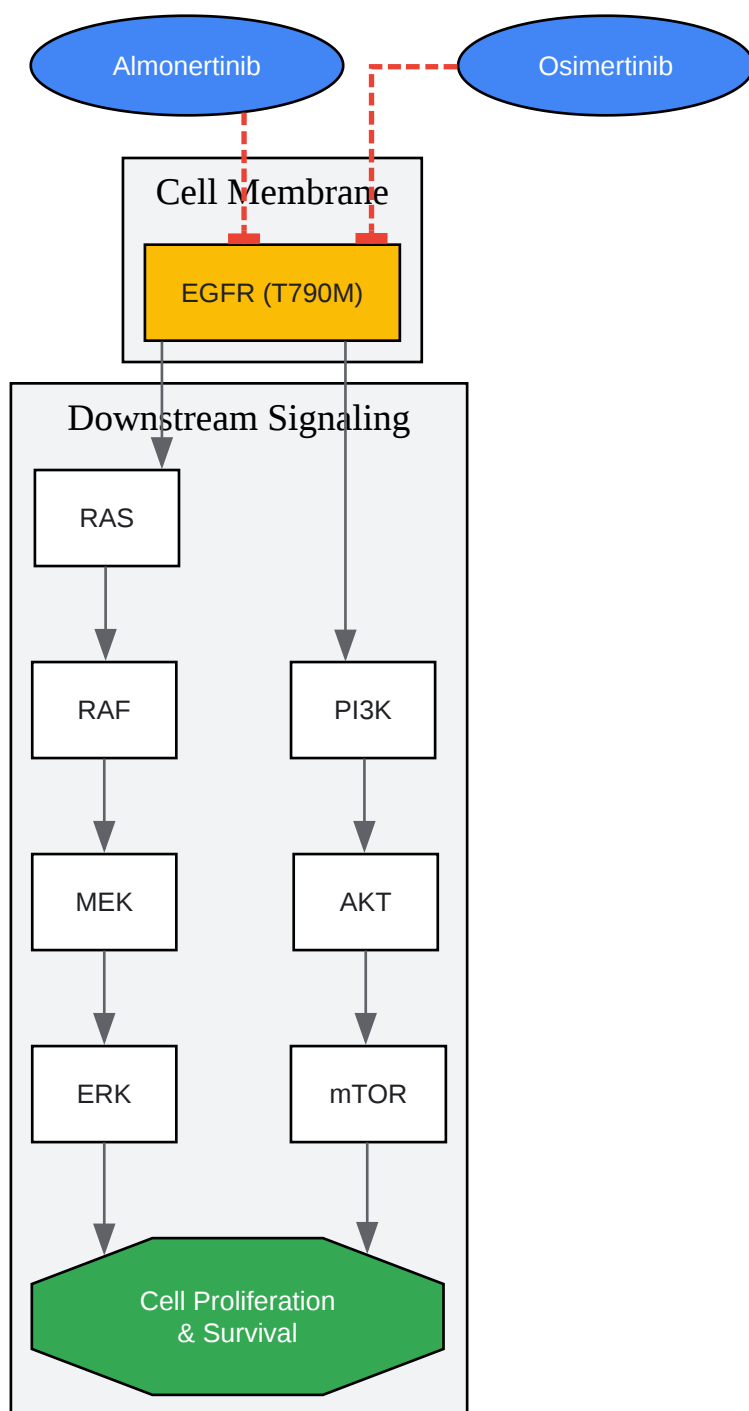 Almonertinib
Osimertinib
Cell Membrane
EGFR (T790M)
Downstream Signaling
RAS
RAF
PI3K
MEK
AKT
ERK
mTOR
Cell Proliferation
& Survival